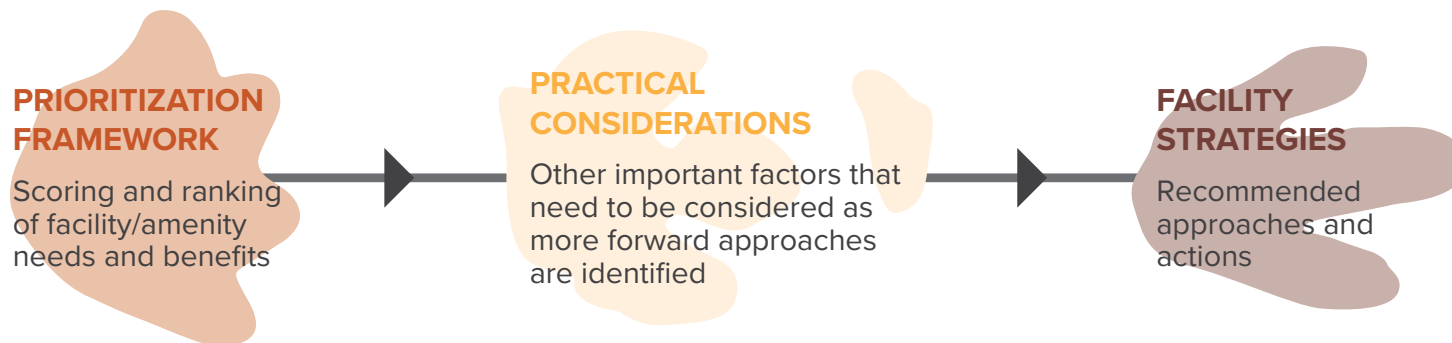 PRIORITIZATION
FRAMEWORK
Scoring and ranking
of facility/amenity
needs and benefits
PRACTICAL
CONSIDERATIONS
Other important factors that
need to be considered as
more forward approaches
are identified
FACILITY
STRATEGIES
Recommended
approaches and
actions